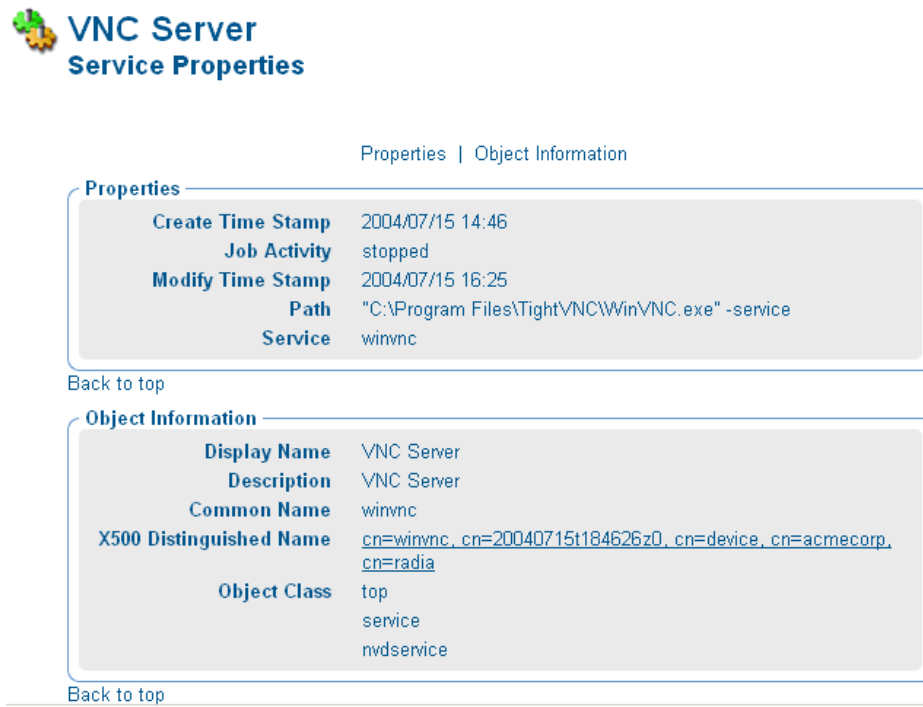 VNC Server
Service Properties
Properties | Object Information
Properties
Create Time Stamp 2004/07/15 14:46
Job Activity stopped
Modify Time Stamp 2004/07/15 16:25
Path "C:\Program Files\TightVNC\WinVNC.exe" -service
Service winvnc
Back to top
Object Information
Display Name VNC Server
Description VNC Server
Common Name winvnc
X500 Distinguished Name cn=winvnc, cn=20040715t184626z0, cn=device, cn=acmecorp,
cn=radia
Object Class top
service
nvdservice
Back to top